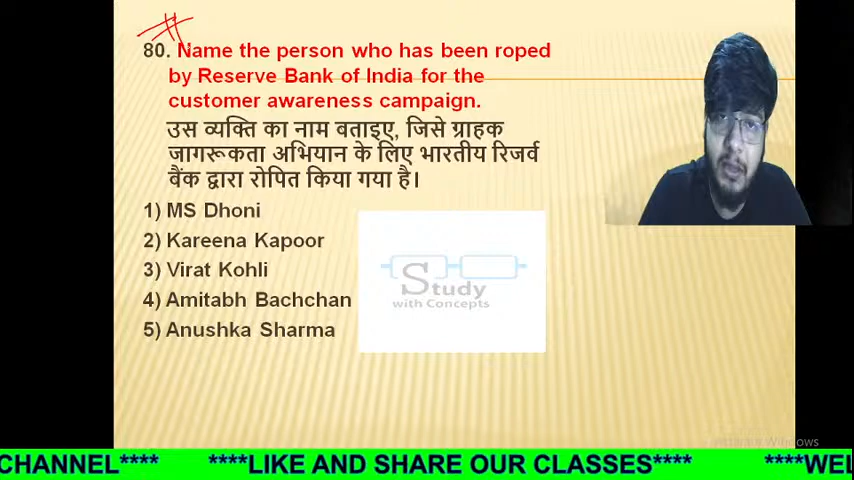 80. Name the person who has been roped
by Reserve Bank of India for the
customer awareness campaign.
उस व्यक्ति का नाम बताइए, जिसे ग्राहक
जागरूकता अभियान के लिए भारतीय रिजर्व
बैंक द्वारा रोपित किया गया है।
1) MS Dhoni
2) Kareena Kapoor
3) Virat Kohli
4) Amitabh Bachchan
5) Anushka Sharma
Study
with Concepts
Windows
CHANNEL**** ****LIKE AND SHARE OUR CLASSES**** ****WEL